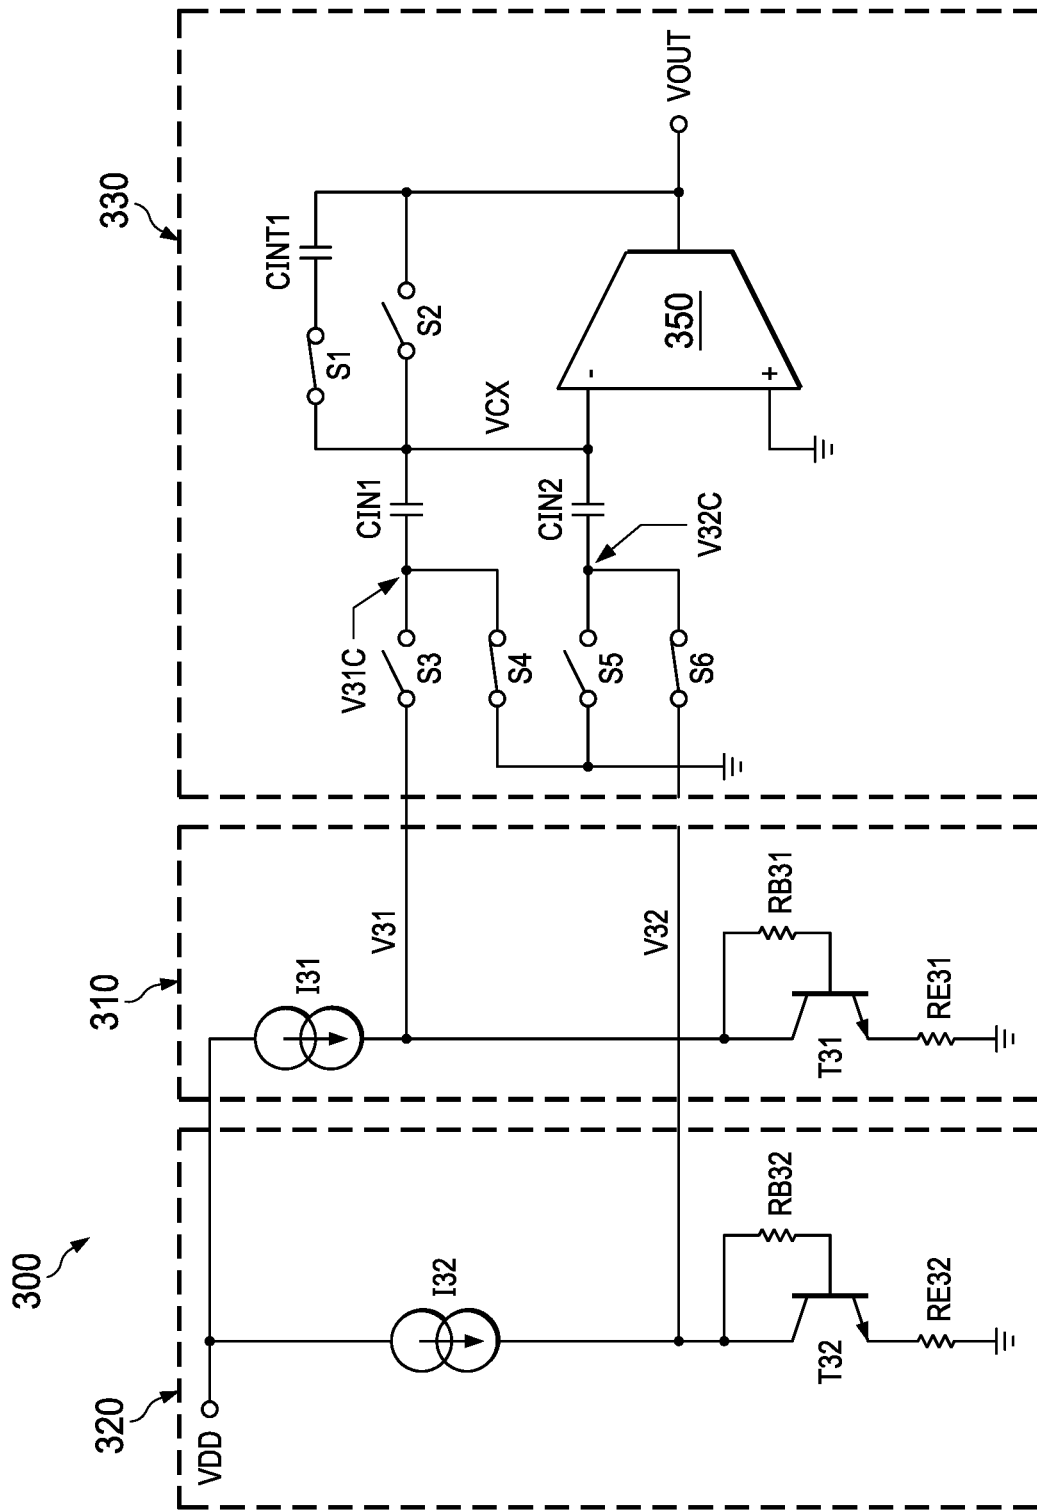 300
320
310
330
VDD
I32
V32
RB32
T32
RE32
I31
V31
RB31
T31
RE31
V31C
S3
S4
S5
S6
CIN1
CIN2
V32C
VCX
S1
S2
CINT1
-
+
350
VOUT